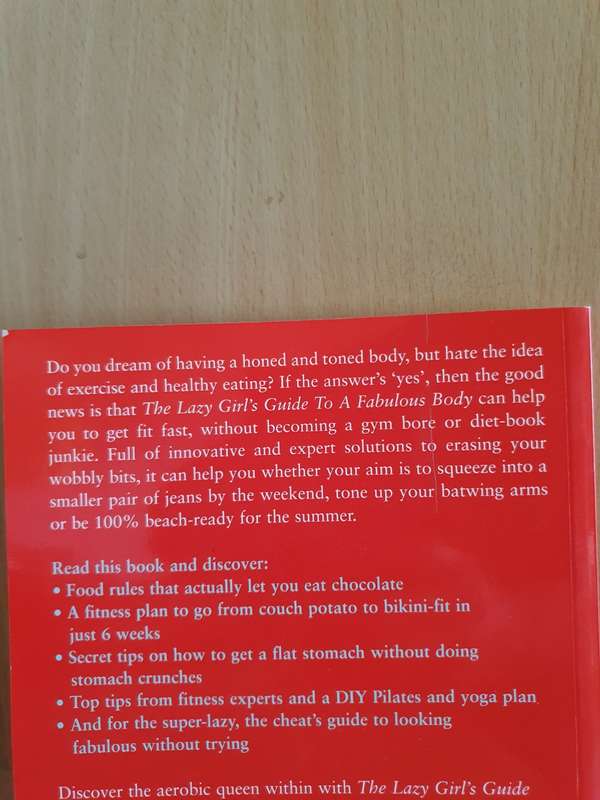 Do you dream of having a honed and toned body, but hate the idea
of exercise and healthy eating? If the answer's 'yes', then the good
news is that The Lazy Girl's Guide To A Fabulous Body can help
you to get fit fast, without becoming a gym bore or diet-book
junkie. Full of innovative and expert solutions to erasing your
wobbly bits, it can help you whether your aim is to squeeze into a
smaller pair of jeans by the weekend, tone up your batwing arms
or be 100% beach-ready for the summer.
Read this book and discover:
• Food rules that actually let you eat chocolate
• A fitness plan to go from couch potato to bikini-fit in
just 6 weeks
• Secret tips on how to get a flat stomach without doing
stomach crunches
• Top tips from fitness experts and a DIY Pilates and yoga plan
• And for the super-lazy, the cheat's guide to looking
fabulous without trying
Discover the aerobic queen within with The Lazy Girl's Guide